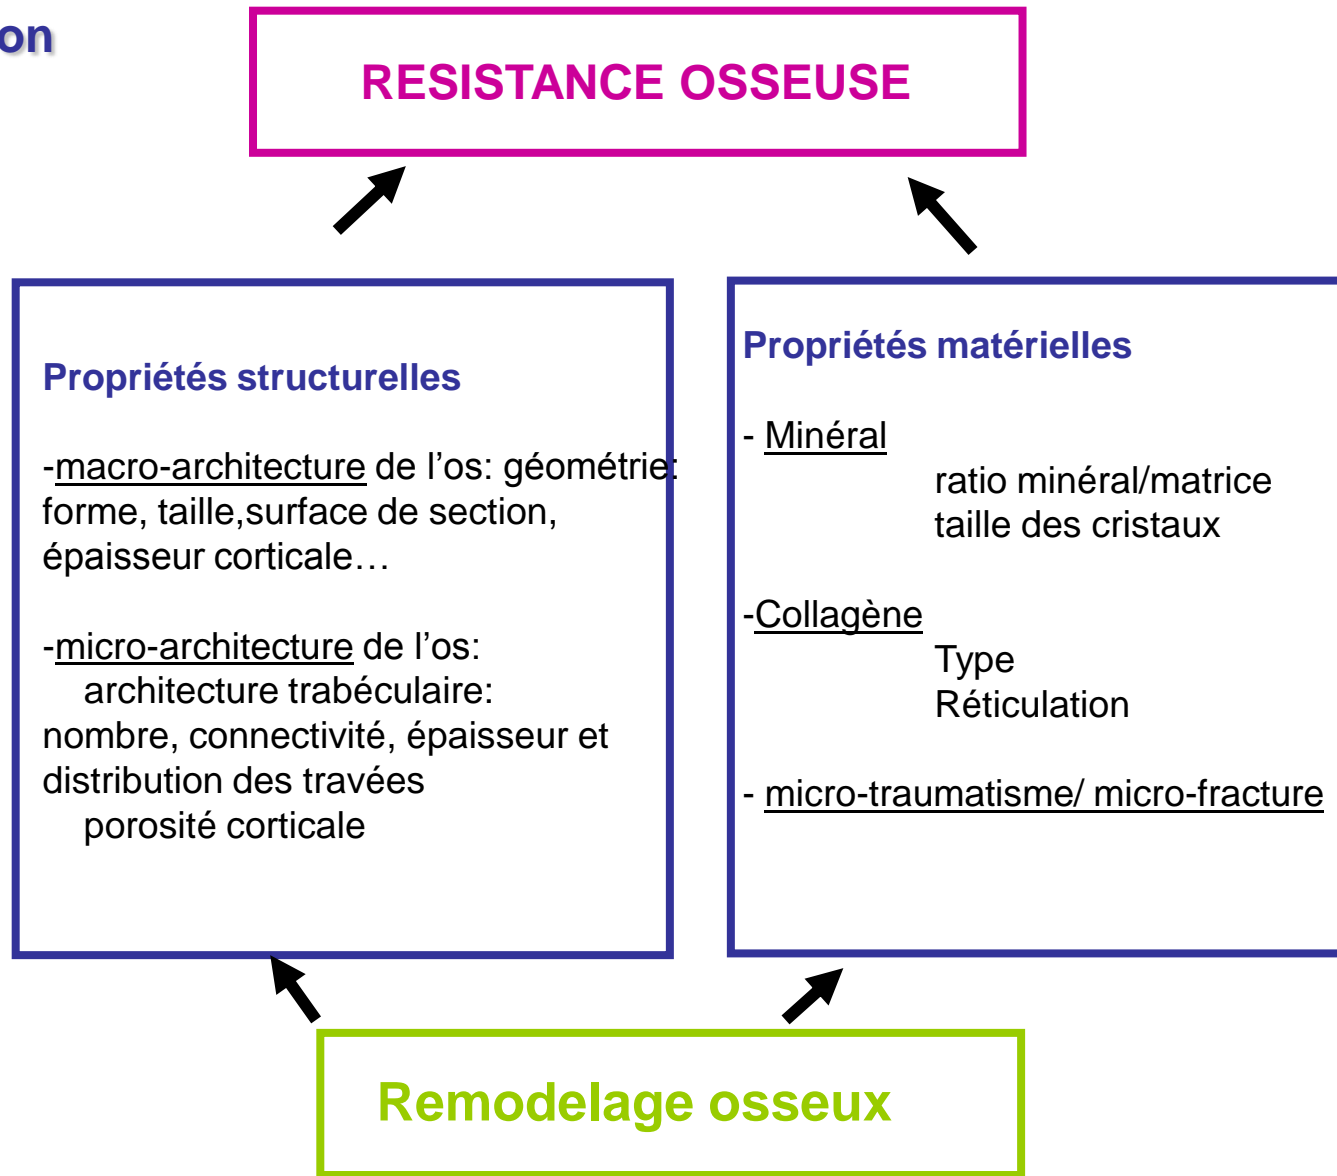 on
RESISTANCE OSSEUSE
Propriétés structurelles
-macro-architecture de l’os: géométrie:
forme, taille,surface de section,
épaisseur corticale…
-micro-architecture de l’os:
architecture trabéculaire:
nombre, connectivité, épaisseur et
distribution des travées
porosité corticale
Propriétés matérielles
- Minéral
ratio minéral/matrice
taille des cristaux
-Collagène
Type
Réticulation
- micro-traumatisme/ micro-fracture
Remodelage osseux